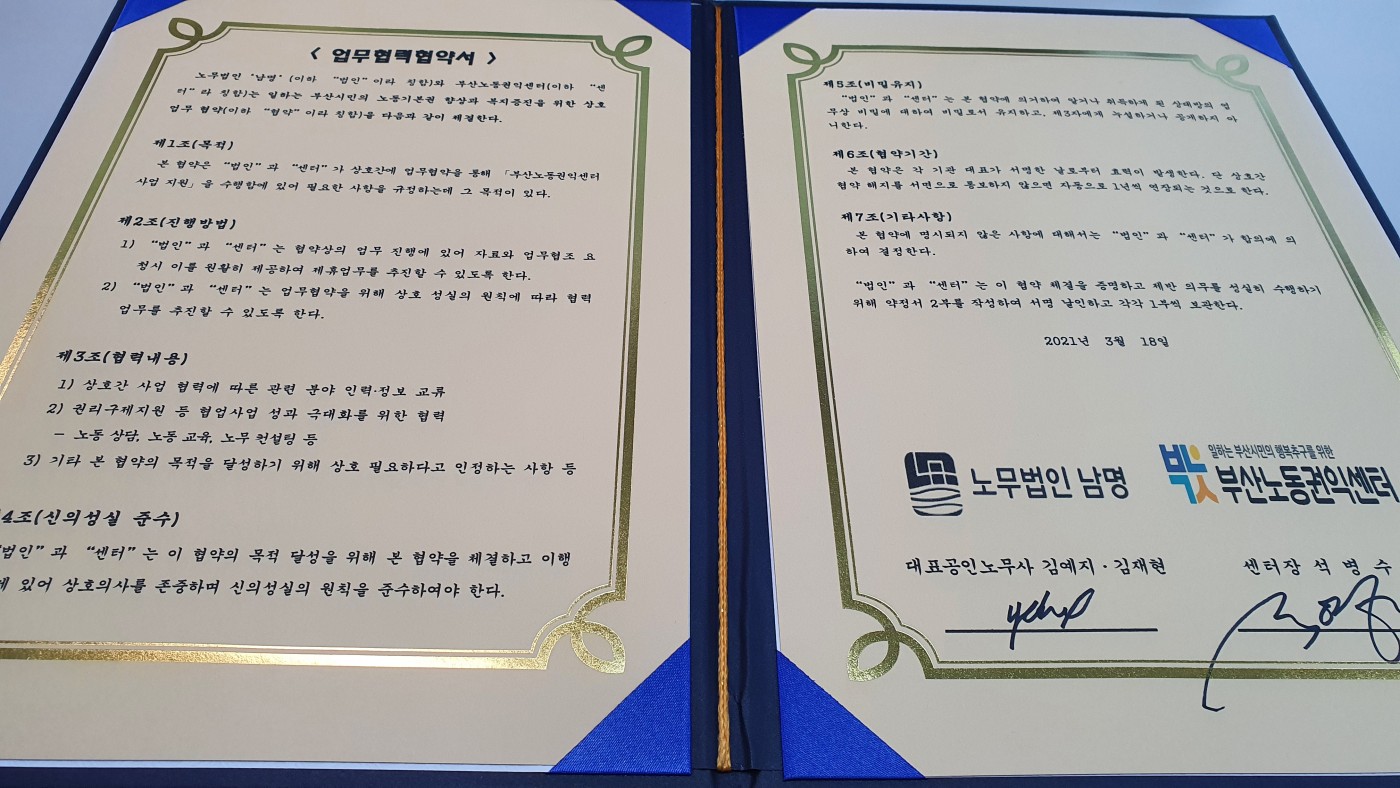 < 업무협력협약서 >
노무법인 '남명' (이하 "법인"이라 칭함)와 부산노동권익센터(이하 "센
터"라 칭함)는 일하는 부산시민의 노동기본권 향상과 복지증진을 위한 상호
업무 협약(이하 "협약"이라 칭함)을 다음과 같이 체결한다.
제1조(목적)
본 협약은 "법인"과 "센터"가 상호간에 업무협약을 통해 「부산노동권익센터
사업 지원」을 수행함에 있어 필요한 사항을 규정하는데 그 목적이 있다.
제2조(진행방법)
1) "법인"과 "센터"는 협약상의 업무 진행에 있어 자료와 업무협조 요
청시 이를 원활히 제공하여 제휴업무를 추진할 수 있도록 한다.
2) "법인"과 "센터"는 업무협약을 위해 상호 성실의 원칙에 따라 협력
업무를 추진할 수 있도록 한다.
제3조(협력내용)
1) 상호간 사업 협력에 따른 관련 분야 인력·정보 교류
2) 권리구제지원 등 협업사업 성과 극대화를 위한 협력
- 노동 상담, 노동 교육, 노무 컨설팅 등
3) 기타 본 협약의 목적을 달성하기 위해 상호 필요하다고 인정하는 사항 등
4조(신의성실 준수)
법인"과 "센터"는 이 협약의 목적 달성을 위해 본 협약을 체결하고 이행
에 있어 상호의사를 존중하며 신의성실의 원칙을 준수하여야 한다.
제5조(비밀유지)
"법인"과 "센터"는 본 협약에 의거하여 알거나 취득하게 된 상대방의 업
무상 비밀에 대하여 비밀로서 유지하고, 제3자에게 누설하거나 공개하지 아
니한다.
제6조(협약기간)
본 협약은 각 기관 대표가 서명한 날로부터 효력이 발생한다. 단 상호간
협약 해지를 서면으로 통보하지 않으면 자동으로 1년씩 연장되는 것으로 한다.
제7조(기타사항)
본 협약에 명시되지 않은 사항에 대해서는 "법인"과 "센터"가 합의에 의
하여 결정한다.
"법인"과 "센터"는 이 협약 체결을 증명하고 제반 의무를 성실히 수행하기
위해 약정서 2부를 작성하여 서명 날인하고 각각 1부씩 보관한다.
2021년 3월 18일
노무법인 남명
일하는 부산시민의 행복추구를 위한
부산노동권익센터
대표공인노무사 김예지·김재현
센터장 석병수